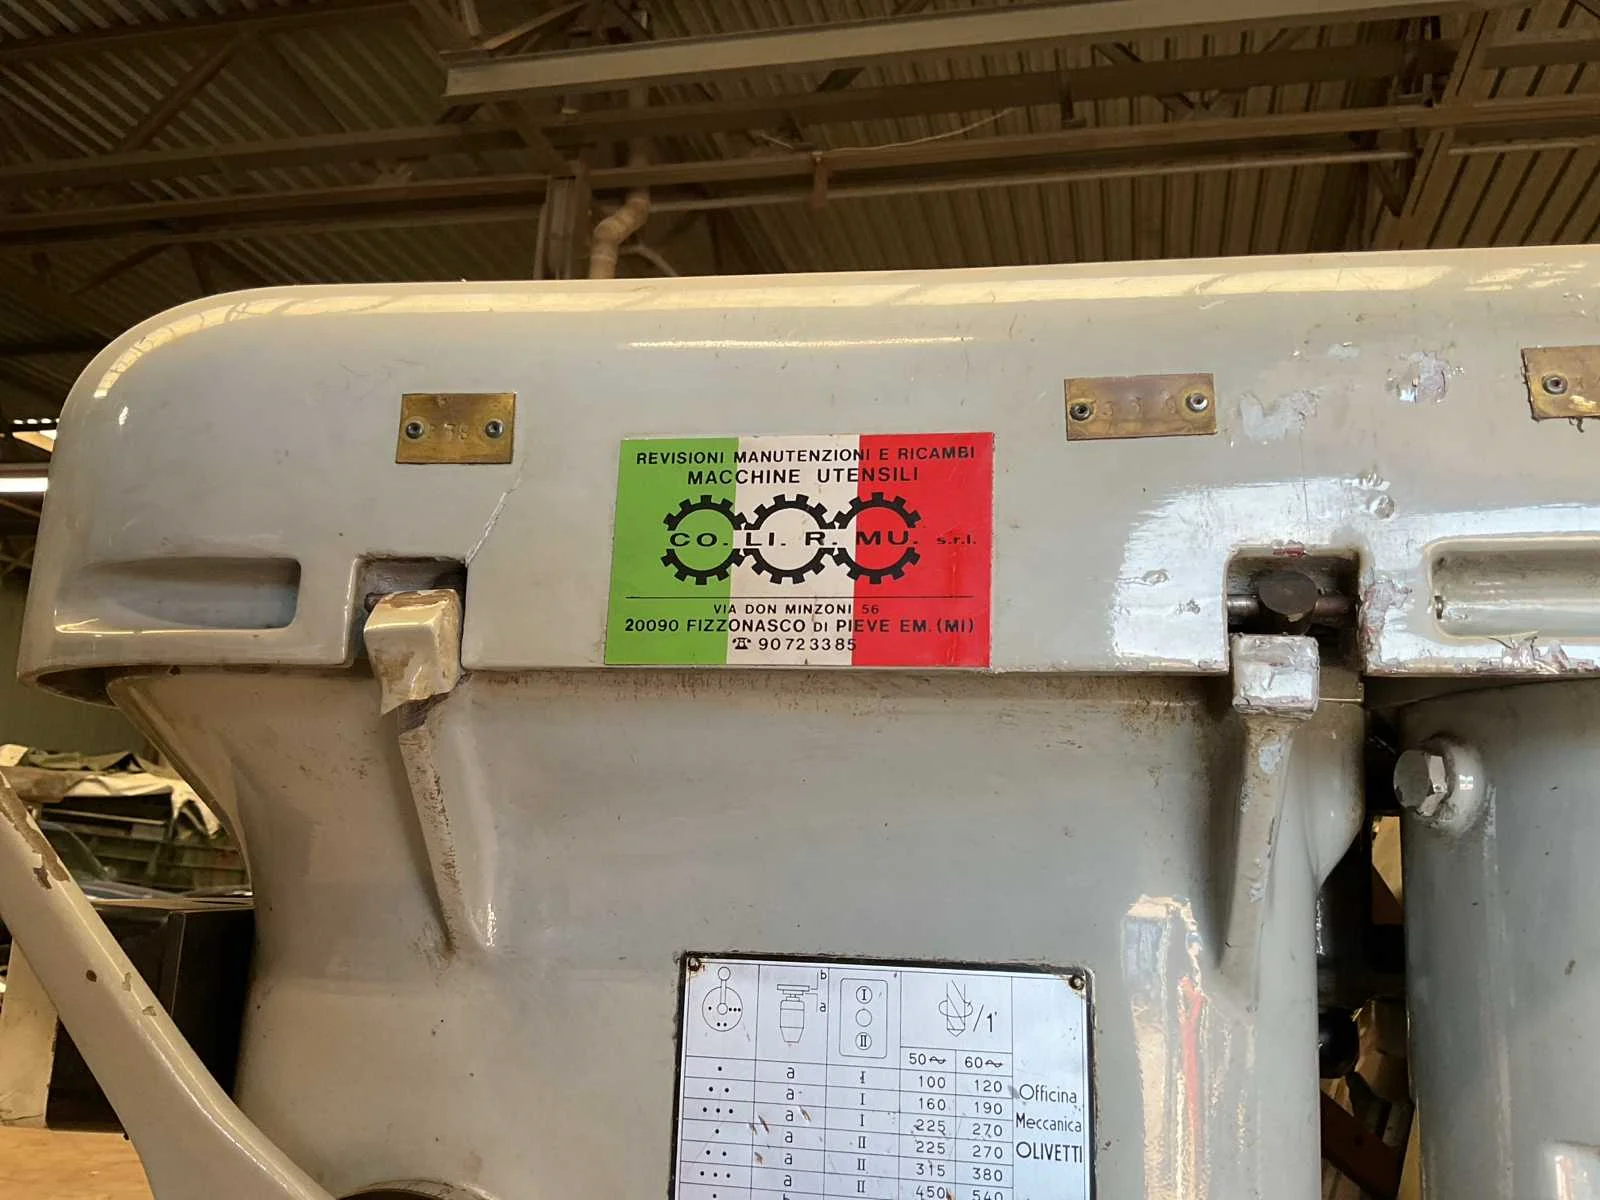 REVISIONI MANUTENZIONI E RICAMBI
MACCHINE UTENSILI
CO.LI.R.MU. s.r.l.
VIA DON MINZONI 56
20090 FIZZONASCO DI PIEVE EM. (MI)
☎ 90723385
b
a
I
II
/1'
50∿ 60∿
• a I 100 120
•• a I 160 190
••• a I 225 270
• a II 225 270
•• a II 315 380
••• a II 450 540
Officina
Meccanica
OLIVETTI